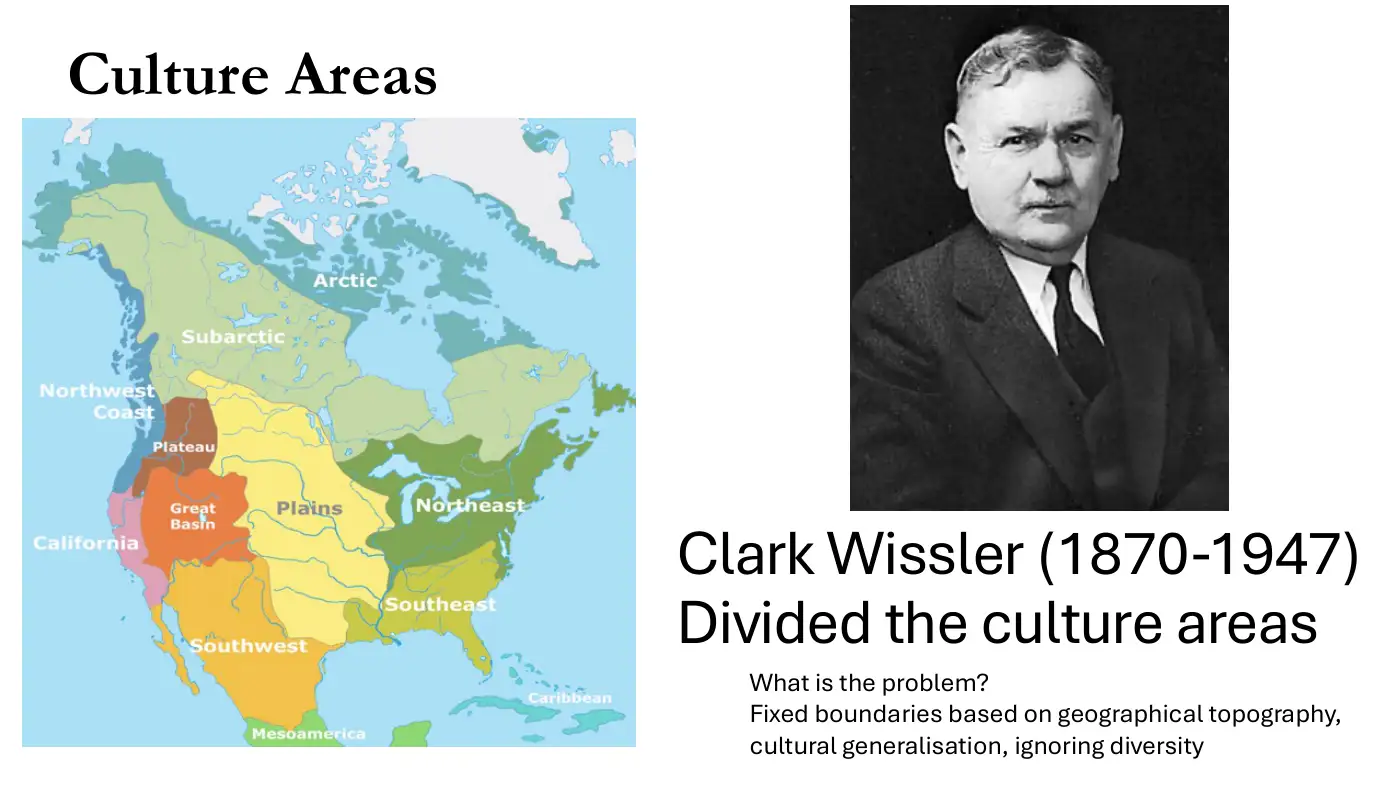 Culture Areas
Arctic
Subarctic
Northwest
Coast
Plateau
Great
Basin
Plains
Northeast
California
Southeast
Southwest
Caribbean
Mesoamerica
Clark Wissler (1870-1947)
Divided the culture areas
What is the problem?
Fixed boundaries based on geographical topography,
cultural generalisation, ignoring diversity